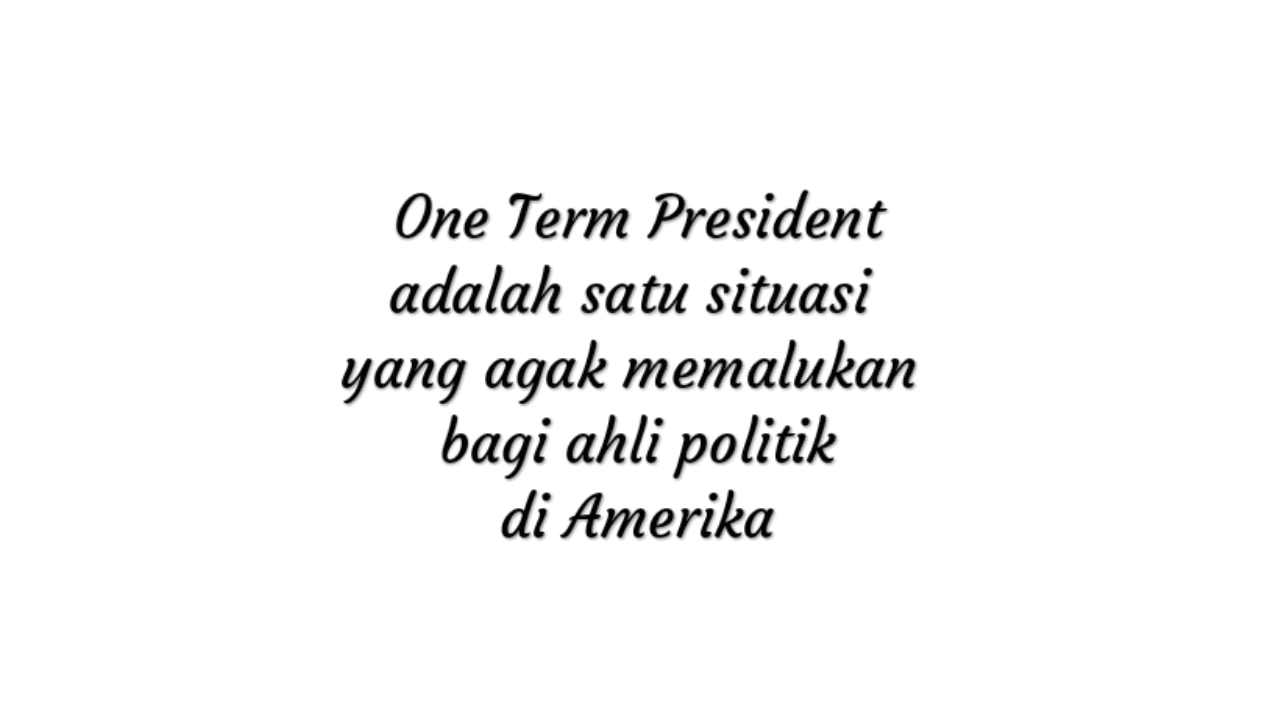 One Term President
adalah satu situasi
yang agak memalukan
bagi ahli politik
di Amerika